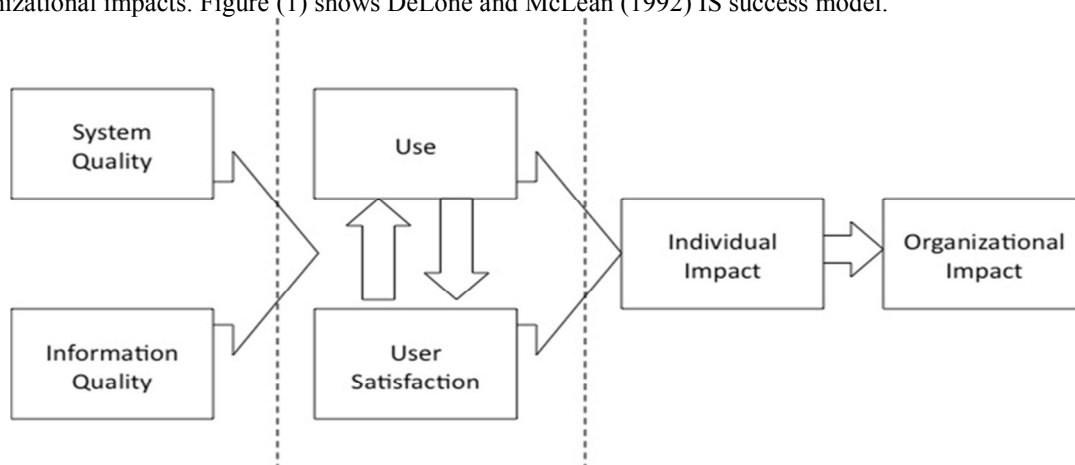 impacts. Figure (1) shows DeLone and McLean (1992) IS success model.
System
Quality
Use
Individual
Impact
Organizational
Impact
Information
Quality
User
Satisfaction